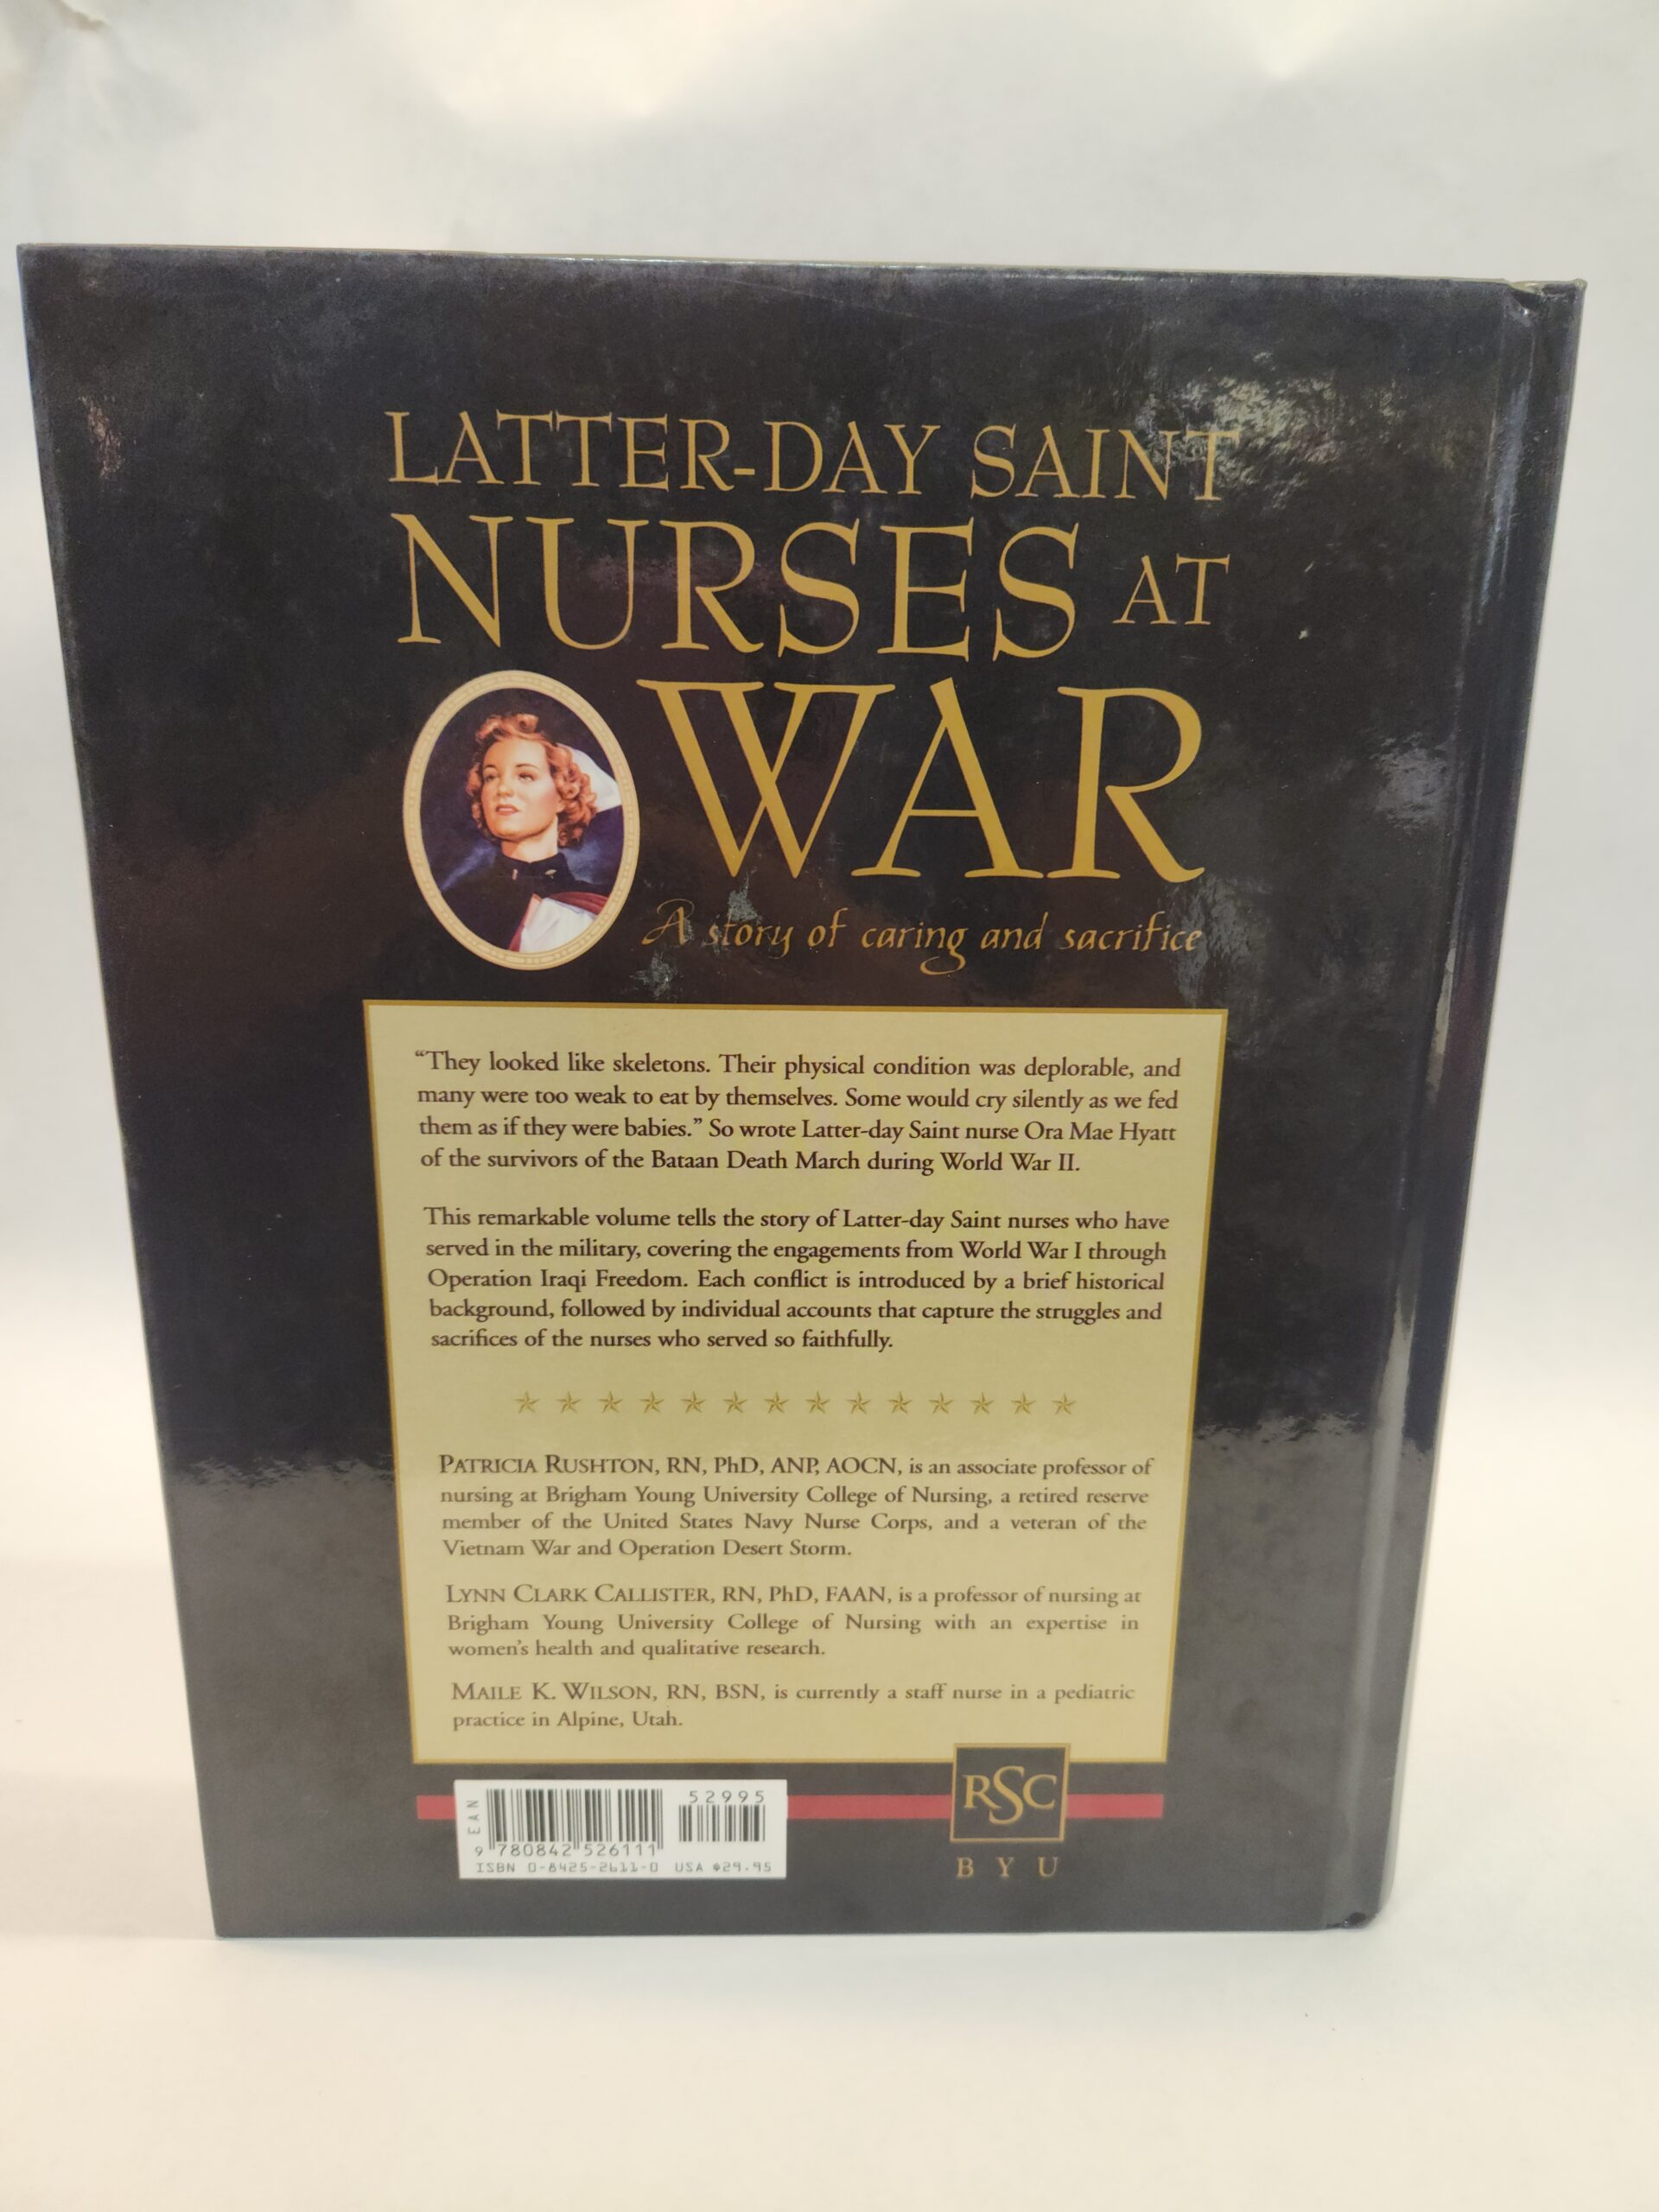 LATTER-DAY SAINT
NURSES AT
WAR
A story of caring and sacrifice
“They looked like skeletons. Their physical condition was deplorable, and
many were too weak to eat by themselves. Some would cry silently as we fed
them as if they were babies.” So wrote Latter-day Saint nurse Ora Mae Hyatt
of the survivors of the Bataan Death March during World War II.
This remarkable volume tells the story of Latter-day Saint nurses who have
served in the military, covering the engagements from World War I through
Operation Iraqi Freedom. Each conflict is introduced by a brief historical
background, followed by individual accounts that capture the struggles and
sacrifices of the nurses who served so faithfully.
PATRICIA RUSHTON, RN, PhD, ANP, AOCN, is an associate professor of
nursing at Brigham Young University College of Nursing, a retired reserve
member of the United States Navy Nurse Corps, and a veteran of the
Vietnam War and Operation Desert Storm.
LYNN CLARK CALLISTER, RN, PhD, FAAN, is a professor of nursing at
Brigham Young University College of Nursing with an expertise in
women’s health and qualitative research.
MAILE K. WILSON, RN, BSN, is currently a staff nurse in a pediatric
practice in Alpine, Utah.
EAN
52995
9 780842 526111
ISBN 0-8425-2611-0 USA $29.95
RSC
BYU